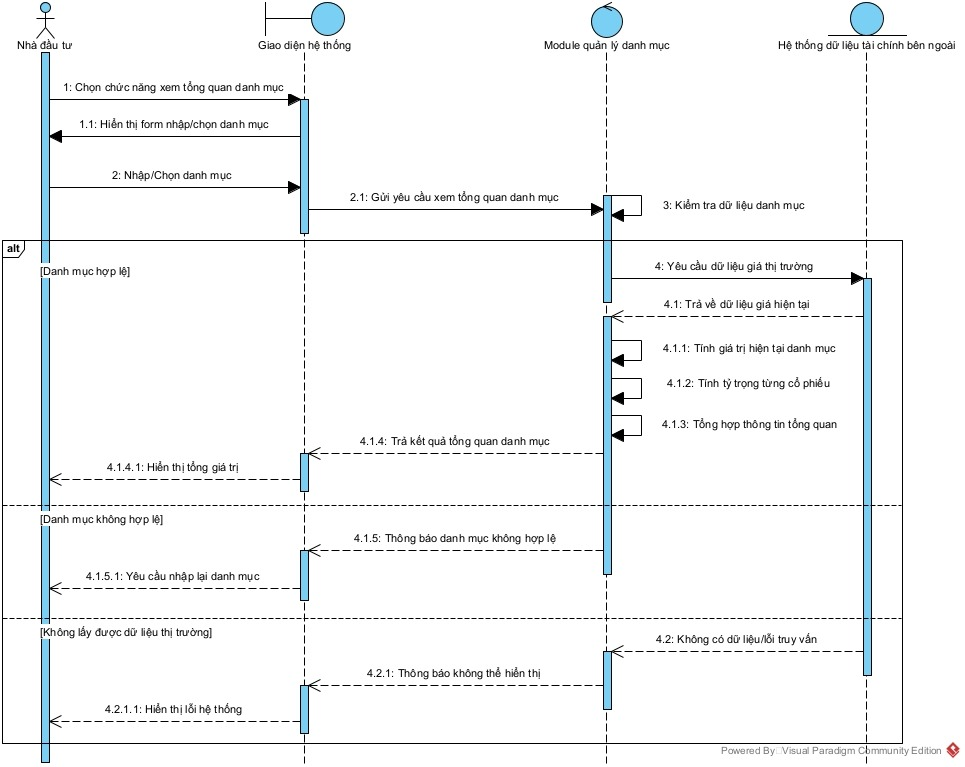 Nhà đầu tư
Giao diện hệ thống
Module quản lý danh mục
Hệ thống dữ liệu tài chính bên ngoài
1: Chọn chức năng xem tổng quan danh mục
1.1: Hiển thị form nhập/chọn danh mục
2: Nhập/Chọn danh mục
2.1: Gửi yêu cầu xem tổng quan danh mục
3: Kiểm tra dữ liệu danh mục
alt
[Danh mục hợp lệ]
4: Yêu cầu dữ liệu giá thị trường
4.1: Trả về dữ liệu giá hiện tại
4.1.1: Tính giá trị hiện tại danh mục
4.1.2: Tính tỷ trọng từng cổ phiếu
4.1.3: Tổng hợp thông tin tổng quan
4.1.4: Trả kết quả tổng quan danh mục
4.1.4.1: Hiển thị tổng giá trị
[Danh mục không hợp lệ]
4.1.5: Thông báo danh mục không hợp lệ
4.1.5.1: Yêu cầu nhập lại danh mục
[Không lấy được dữ liệu thị trường]
4.2: Không có dữ liệu/lỗi truy vấn
4.2.1: Thông báo không thể hiển thị
4.2.1.1: Hiển thị lỗi hệ thống
Powered By Visual Paradigm Community Edition